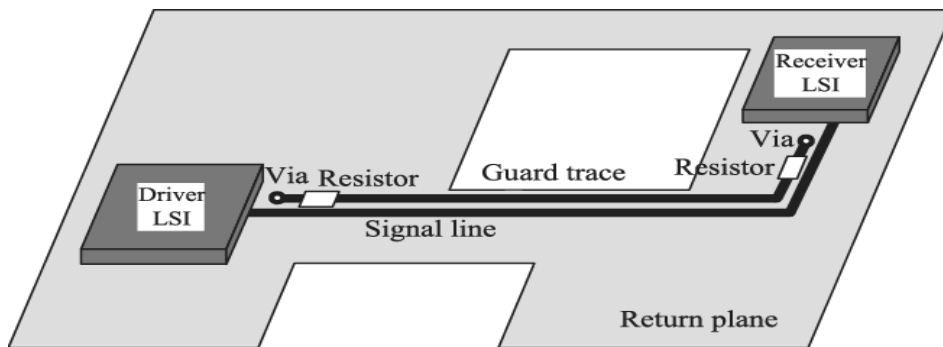 Receiver
LSI
Via
Resistor
Guard trace
Via
Resistor
Driver
LSI
Signal line
Return plane